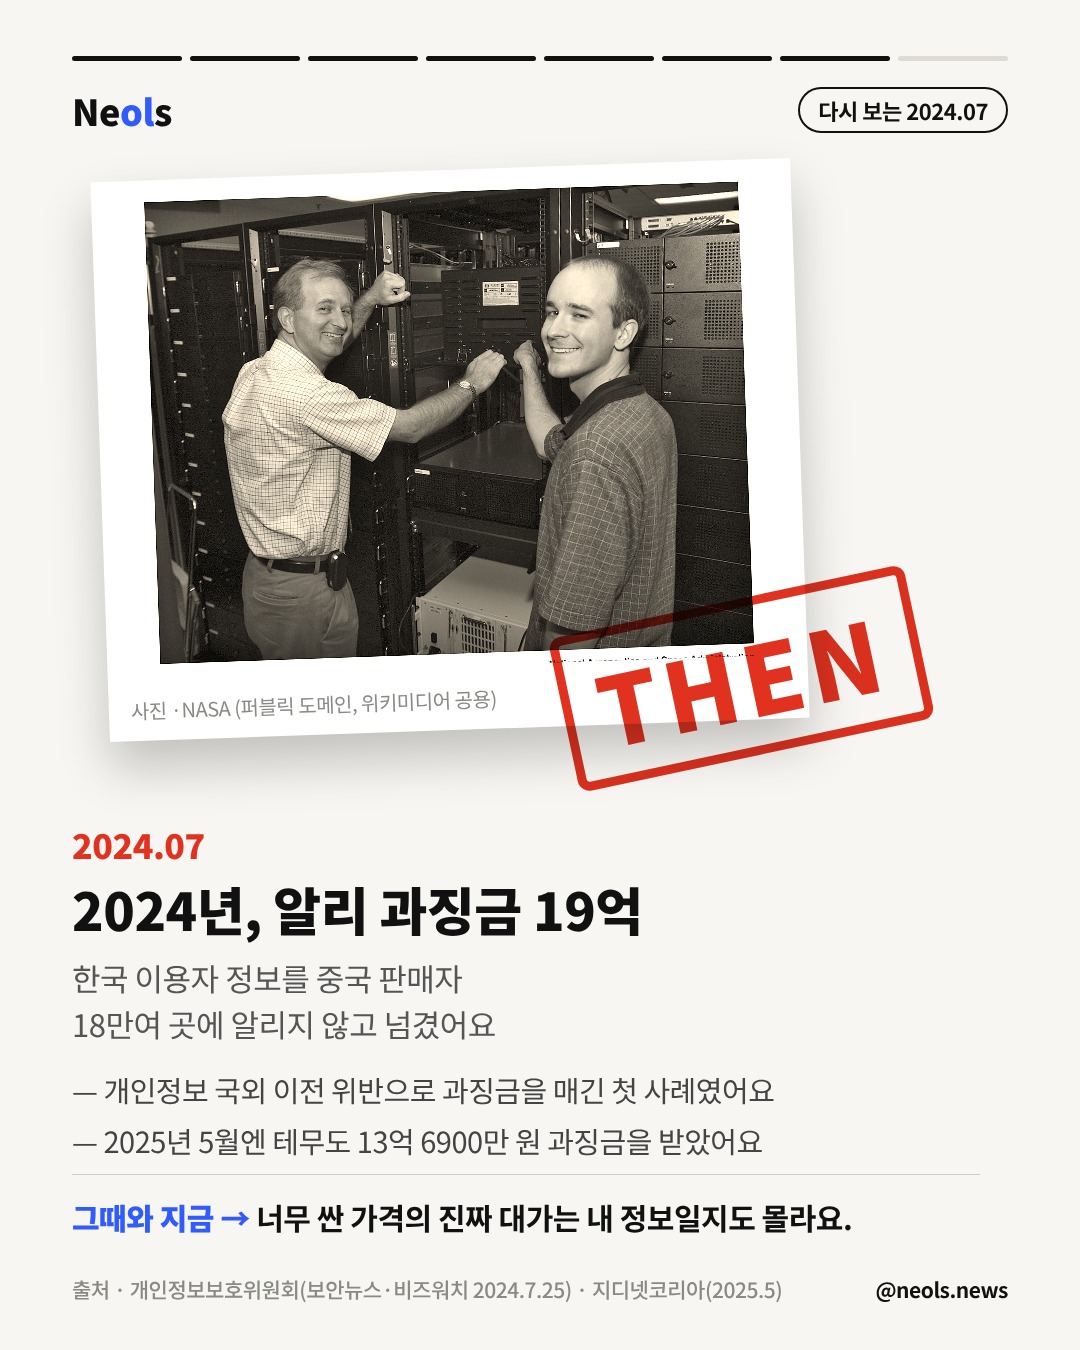 Neols
다시 보는 2024.07
사진 · NASA (퍼블릭 도메인, 위키미디어 공용)
THEN
2024.07
2024년, 알리 과징금 19억
한국 이용자 정보를 중국 판매자
18만여 곳에 알리지 않고 넘겼어요
— 개인정보 국외 이전 위반으로 과징금을 매긴 첫 사례였어요
— 2025년 5월엔 테무도 13억 6900만 원 과징금을 받았어요
그때와 지금 → 너무 싼 가격의 진짜 대가는 내 정보일지도 몰라요.
출처 · 개인정보보호위원회(보안뉴스·비즈워치 2024.7.25) · 지디넷코리아(2025.5)
@neols.news